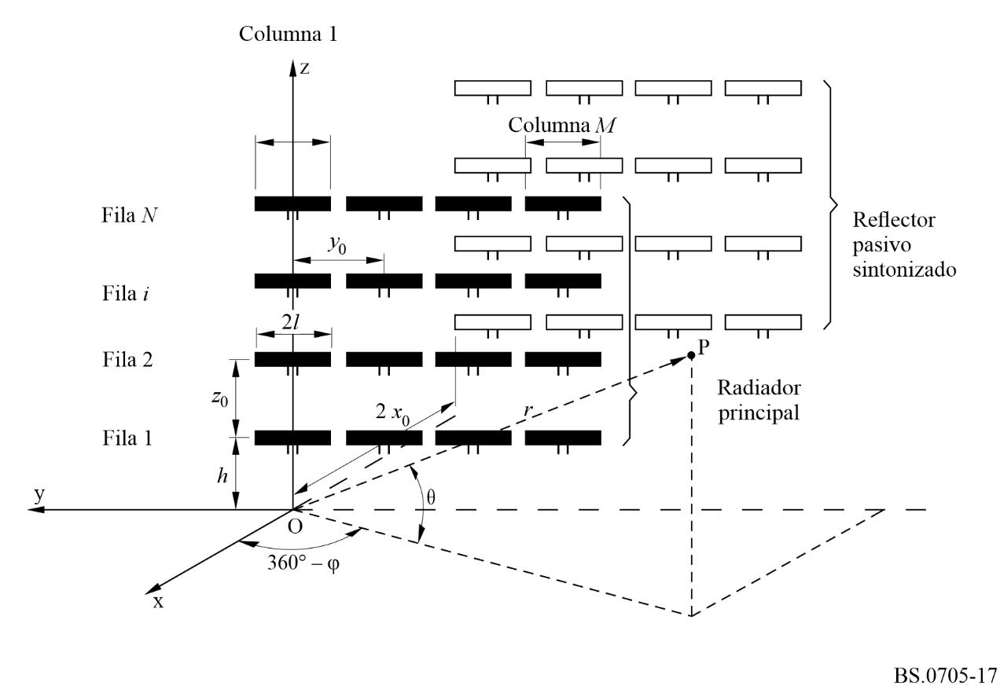 Columna 1
z
Columna M
Fila N
Reflector
pasivo
sintonizado
y₀
Fila i
2l
Fila 2
P
z₀
Radiador
principal
2 x₀
r
Fila 1
h
y
θ
O
360° – φ
x
BS.0705-17